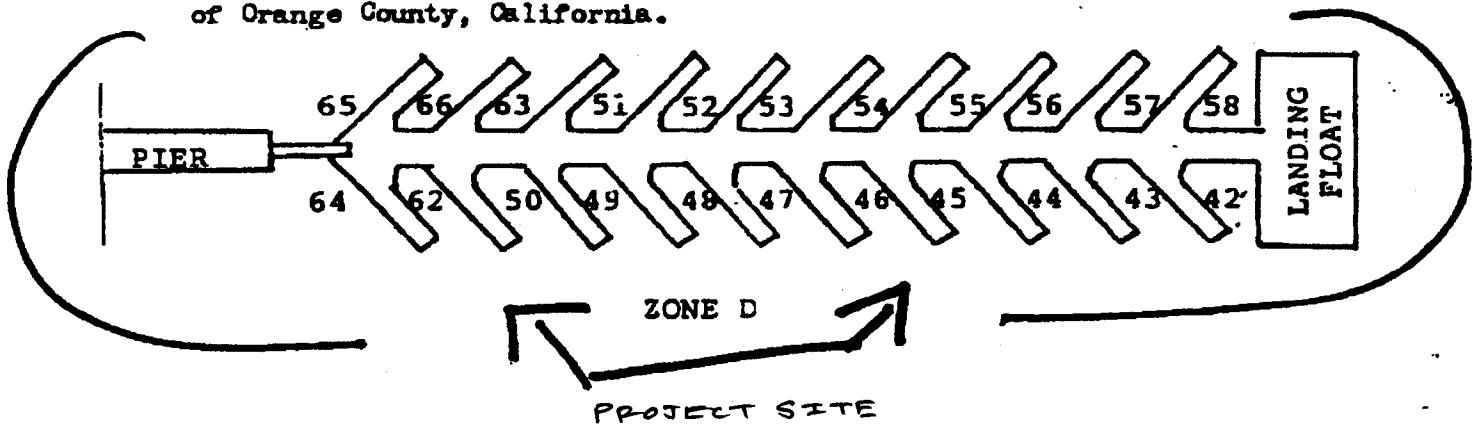 of Orange County, California.
65 66 63 51 52 53 54 55 56 57 58
PIER
LANDING
FLOAT
64 62 50 49 48 47 46 45 44 43 42
ZONE D
PROJECT SITE